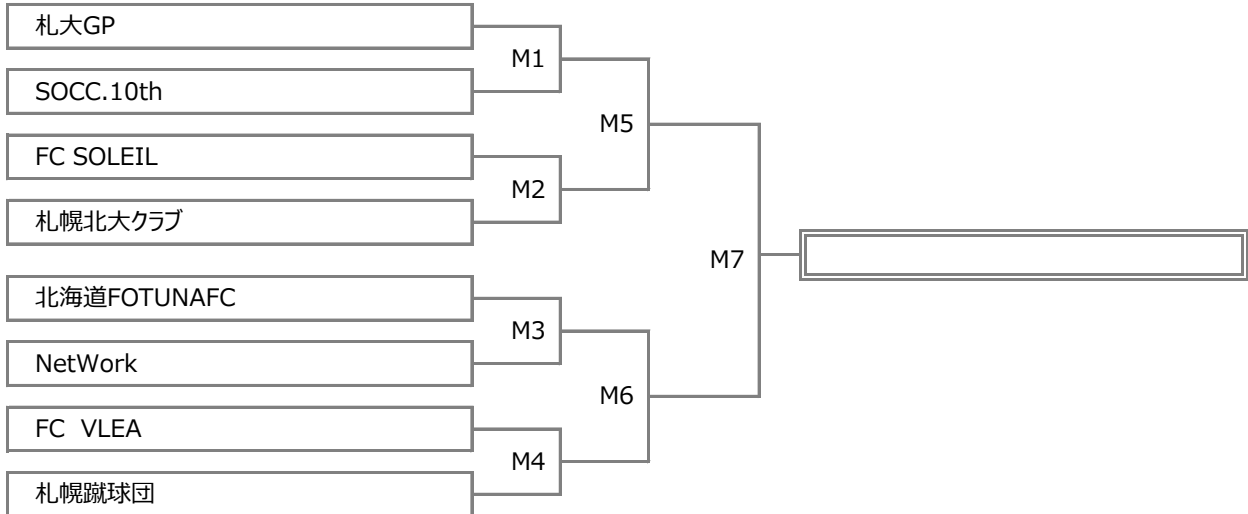 札大GP
M1
SOCC.10th
M5
FC SOLEIL
M2
札幌北大クラブ
M7
北海道FOTUNAFC
M3
NetWork
M6
FC VLEA
M4
札幌蹴球団